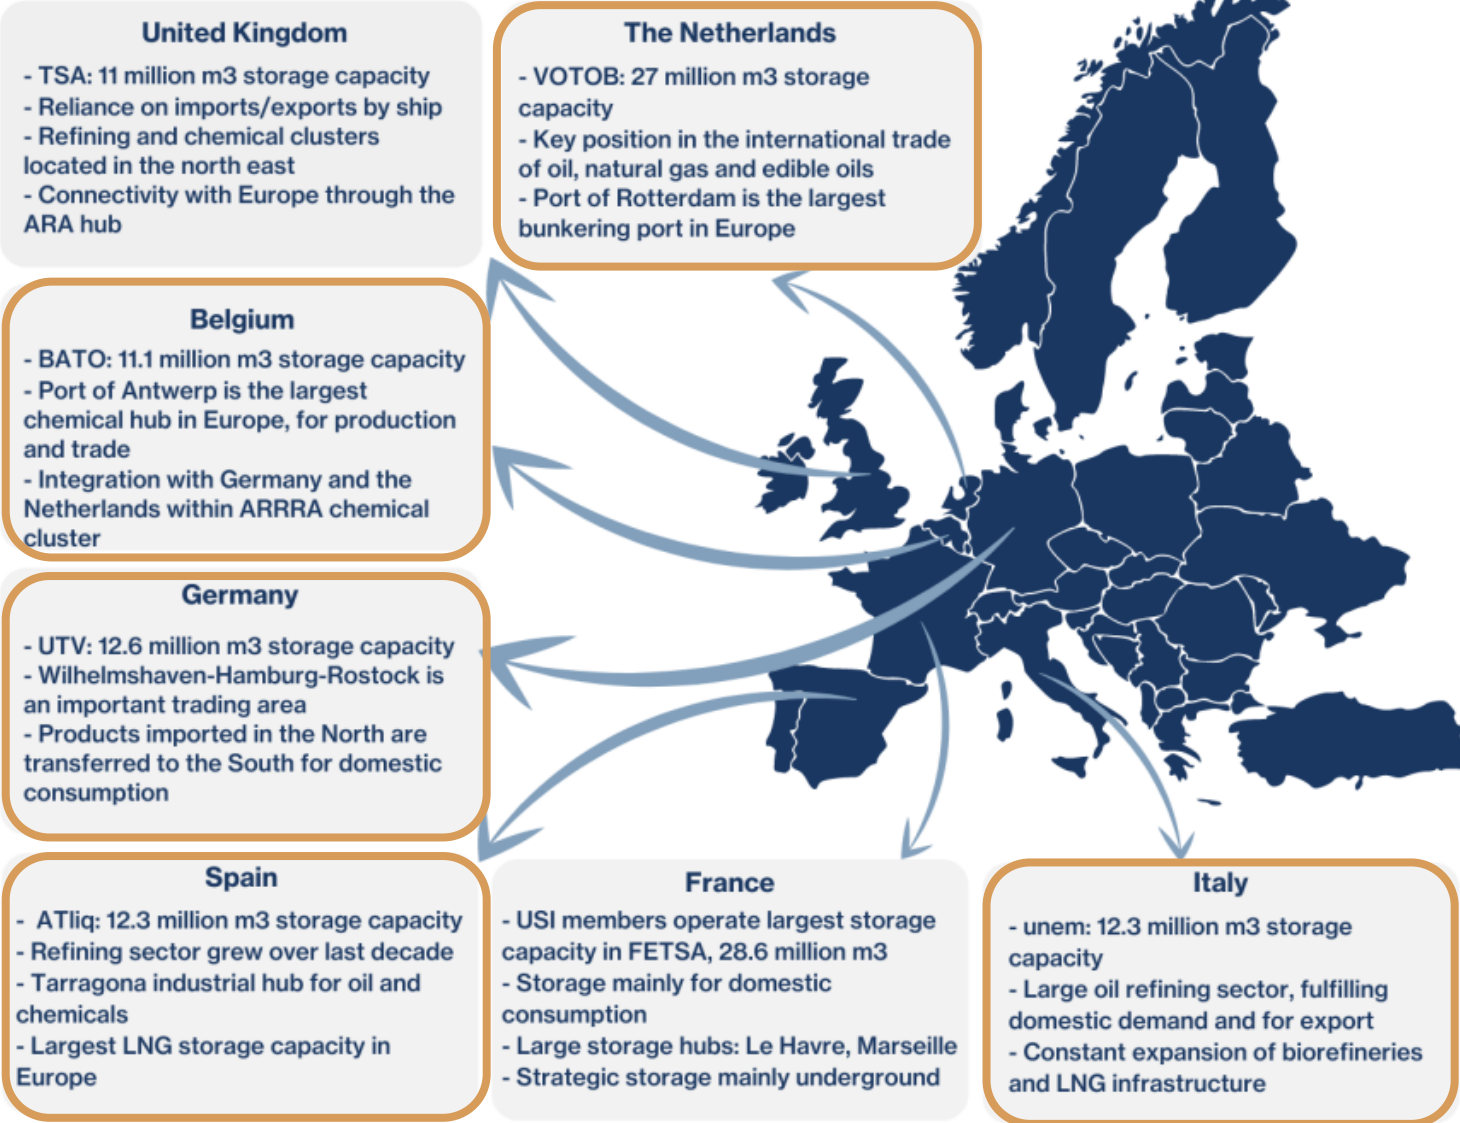 United Kingdom
- TSA: 11 million m3 storage capacity
- Reliance on imports/exports by ship
- Refining and chemical clusters
located in the north east
- Connectivity with Europe through the
ARA hub
The Netherlands
- VOTOB: 27 million m3 storage
capacity
- Key position in the international trade
of oil, natural gas and edible oils
- Port of Rotterdam is the largest
bunkering port in Europe
Belgium
- BATO: 11.1 million m3 storage capacity
- Port of Antwerp is the largest
chemical hub in Europe, for production
and trade
- Integration with Germany and the
Netherlands within ARRRA chemical
cluster
Germany
- UTV: 12.6 million m3 storage capacity
- Wilhelmshaven-Hamburg-Rostock is
an important trading area
- Products imported in the North are
transferred to the South for domestic
consumption
Spain
- ATliq: 12.3 million m3 storage capacity
- Refining sector grew over last decade
- Tarragona industrial hub for oil and
chemicals
- Largest LNG storage capacity in
Europe
France
- USI members operate largest storage
capacity in FETSA, 28.6 million m3
- Storage mainly for domestic
consumption
- Large storage hubs: Le Havre, Marseille
- Strategic storage mainly underground
Italy
- unem: 12.3 million m3 storage
capacity
- Large oil refining sector, fulfilling
domestic demand and for export
- Constant expansion of biorefineries
and LNG infrastructure